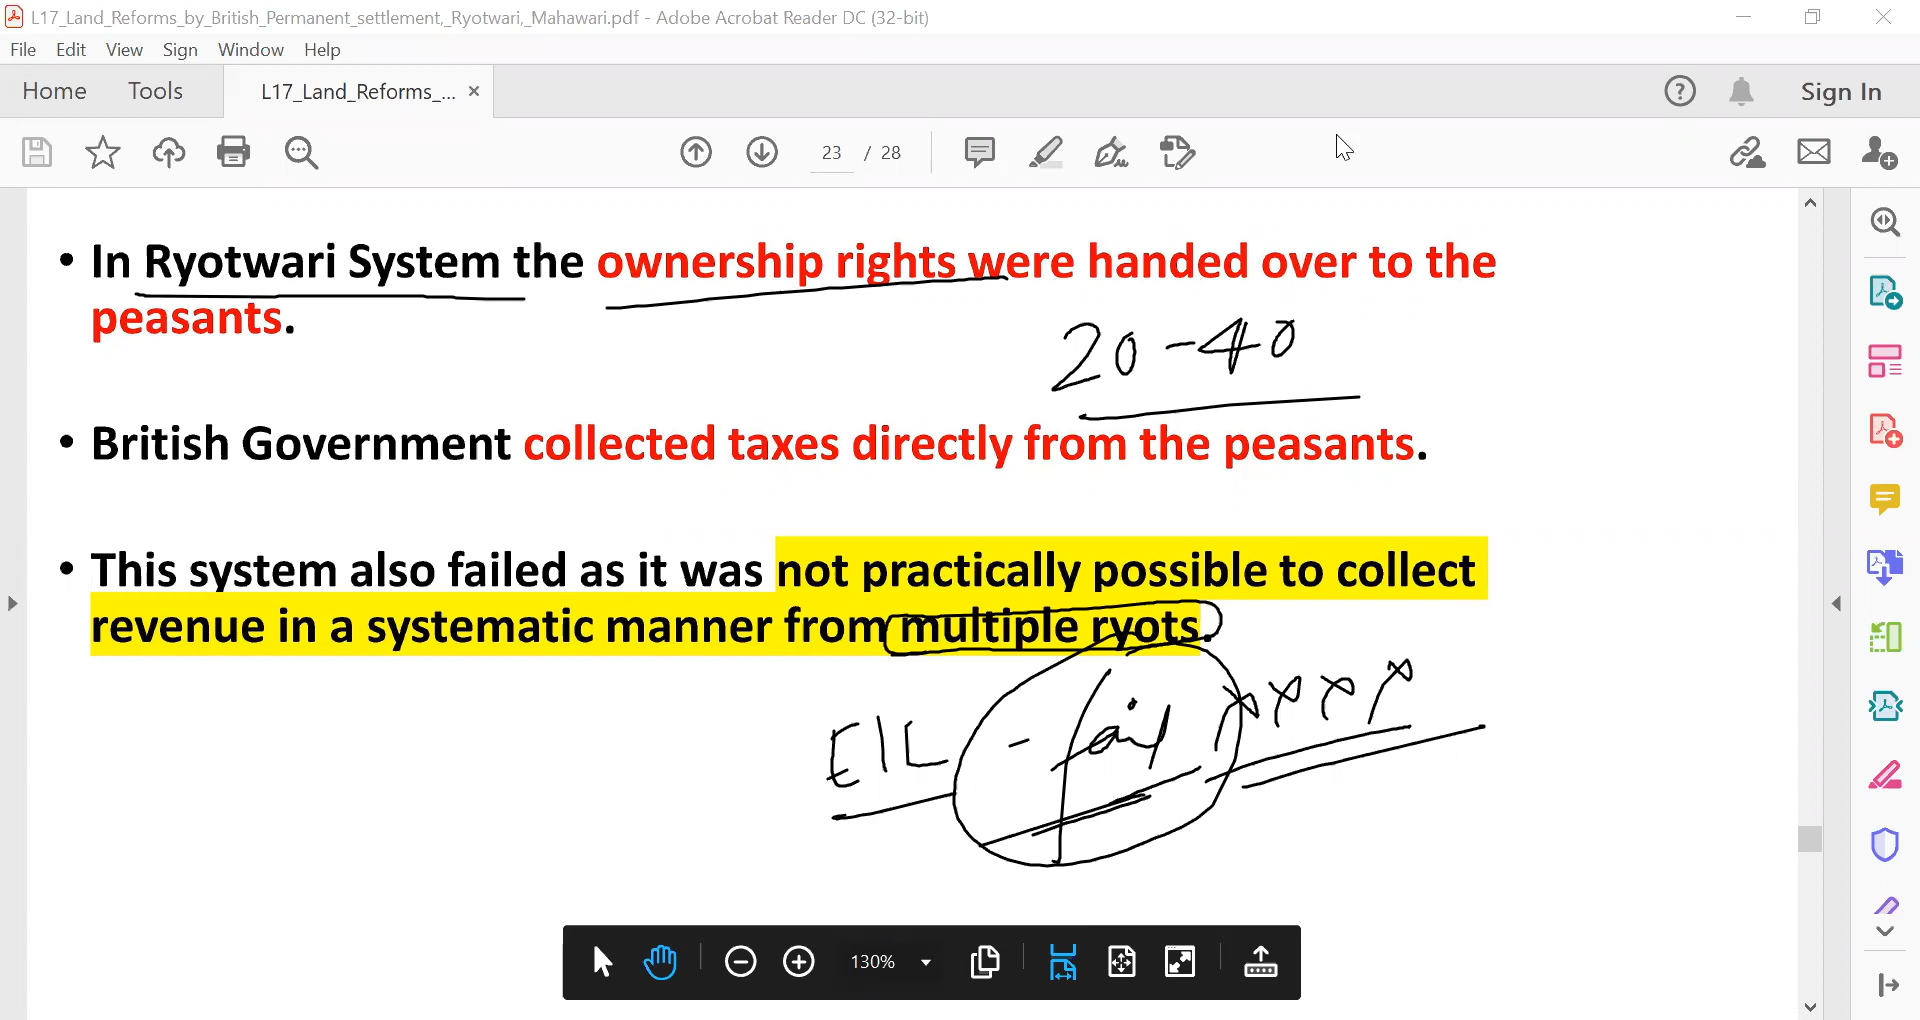 L17_Land_Reforms_by_British_Permanent_settlement,_Ryotwari,_Mahawari.pdf - Adobe Acrobat Reader DC (32-bit)
File Edit View Sign Window Help
Home Tools L17_Land_Reforms_... × Sign In
23 / 28
• In Ryotwari System the ownership rights were handed over to the
peasants.
20-40
• British Government collected taxes directly from the peasants.
• This system also failed as it was not practically possible to collect
revenue in a systematic manner from multiple ryots.
EIC - fail xxxx
130%